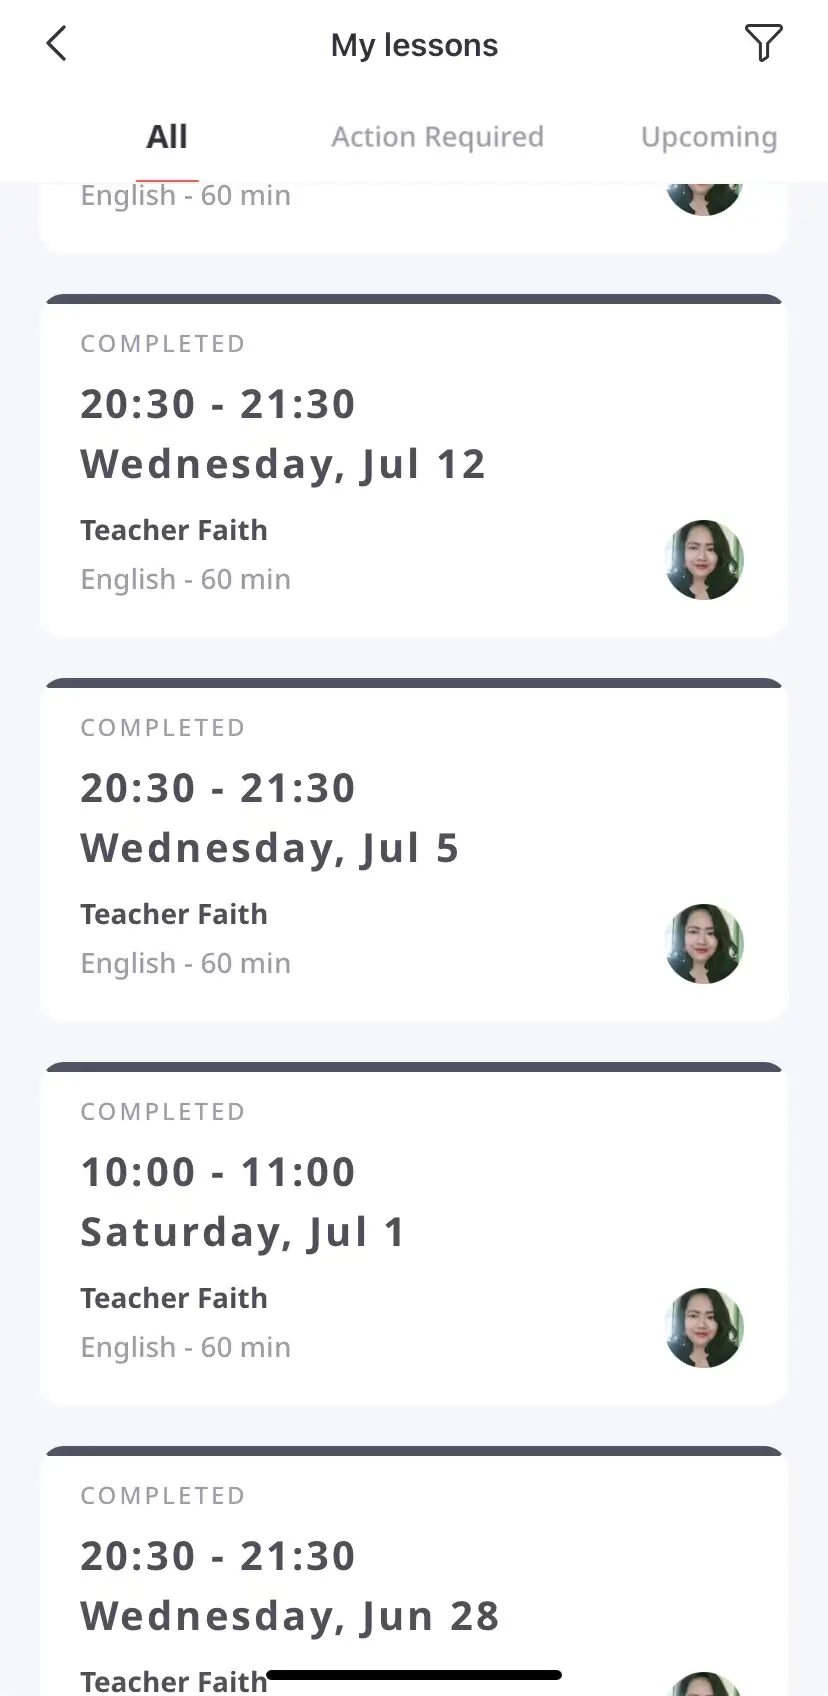 My lessons
All Action Required Upcoming
English - 60 min
COMPLETED
20:30 - 21:30
Wednesday, Jul 12
Teacher Faith
English - 60 min
COMPLETED
20:30 - 21:30
Wednesday, Jul 5
Teacher Faith
English - 60 min
COMPLETED
10:00 - 11:00
Saturday, Jul 1
Teacher Faith
English - 60 min
COMPLETED
20:30 - 21:30
Wednesday, Jun 28
Teacher Faith